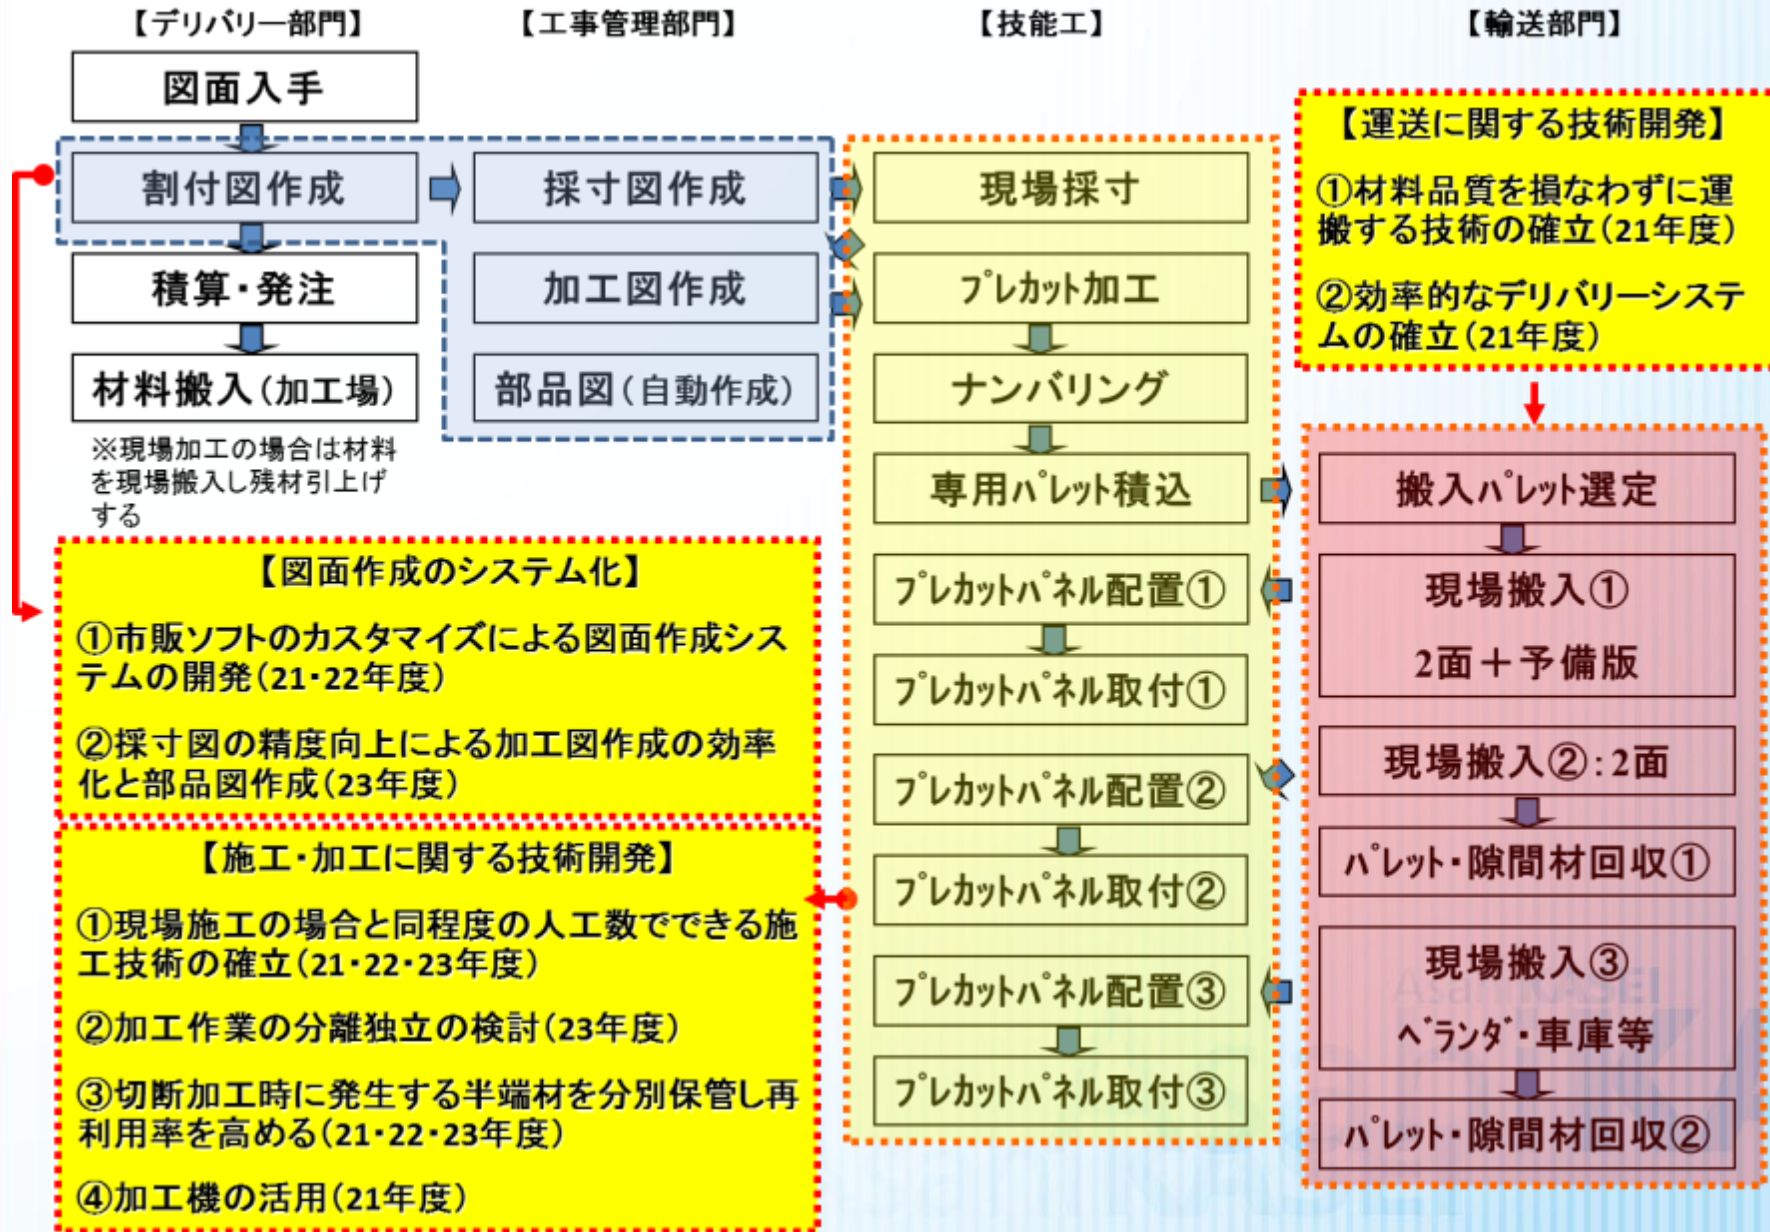 【デリバリー部門】
図面入手
割付図作成
積算・発注
材料搬入(加工場)
※現場加工の場合は材料
を現場搬入し残材引上げ
する
【工事管理部門】
採寸図作成
加工図作成
部品図(自動作成)
【技能工】
現場採寸
プレカット加工
ナンバリング
専用パレット積込
プレカットパネル配置①
プレカットパネル取付①
プレカットパネル配置②
プレカットパネル取付②
プレカットパネル配置③
プレカットパネル取付③
【輸送部門】
【運送に関する技術開発】
①材料品質を損なわずに運
搬する技術の確立(21年度)
②効率的なデリバリーシステ
ムの確立(21年度)
搬入パレット選定
現場搬入①
2面＋予備版
現場搬入②:2面
パレット・隙間材回収①
現場搬入③
ベランダ・車庫等
パレット・隙間材回収②
【図面作成のシステム化】
①市販ソフトのカスタマイズによる図面作成シス
テムの開発(21・22年度)
②採寸図の精度向上による加工図作成の効率
化と部品図作成(23年度)
【施工・加工に関する技術開発】
①現場施工の場合と同程度の人工数でできる施
工技術の確立(21・22・23年度)
②加工作業の分離独立の検討(23年度)
③切断加工時に発生する半端材を分別保管し再
利用率を高める(21・22・23年度)
④加工機の活用(21年度)
Asahi KASEI